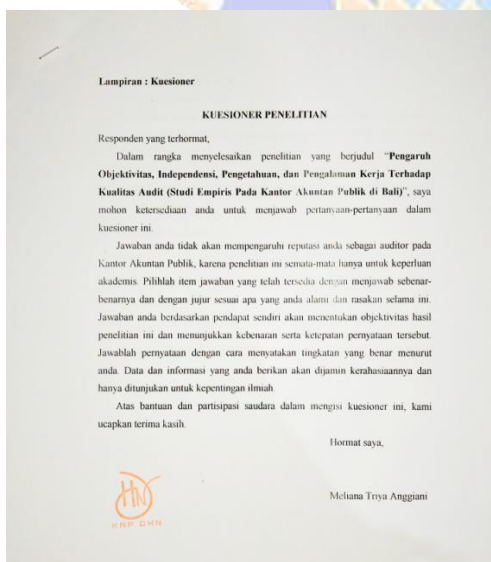 Lampiran : Kuesioner
KUESIONER PENELITIAN
Responden yang terhormat,
Dalam rangka menyelesaikan penelitian yang berjudul “Pengaruh
Objektivitas, Independensi, Pengetahuan, dan Pengalaman Kerja Terhadap
Kualitas Audit (Studi Empiris Pada Kantor Akuntan Publik di Bali)”, saya
mohon ketersediaan anda untuk menjawab pertanyaan-pertanyaan dalam
kuesioner ini.
Jawaban anda tidak akan mempengaruhi reputasi anda sebagai auditor pada
Kantor Akuntan Publik, karena penelitian ini semata-mata hanya untuk keperluan
akademis. Pilihlah item jawaban yang telah tersedia dengan menjawab sebenar-
benarnya dan dengan jujur sesuai apa yang anda alami dan rasakan selama ini.
Jawaban anda berdasarkan pendapat sendiri akan menentukan objektivitas hasil
penelitian ini dan menunjukkan kebenaran serta ketepatan pernyataan tersebut.
Jawablah pernyataan dengan cara menyatakan tingkatan yang benar menurut
anda. Data dan informasi yang anda berikan akan dijamin kerahasiaannya dan
hanya ditunjukan untuk kepentingan ilmiah.
Atas bantuan dan partisipasi saudara dalam mengisi kuesioner ini, kami
ucapkan terima kasih.
Hormat saya,
Meliana Trya Anggiani
HN
KNP DHN